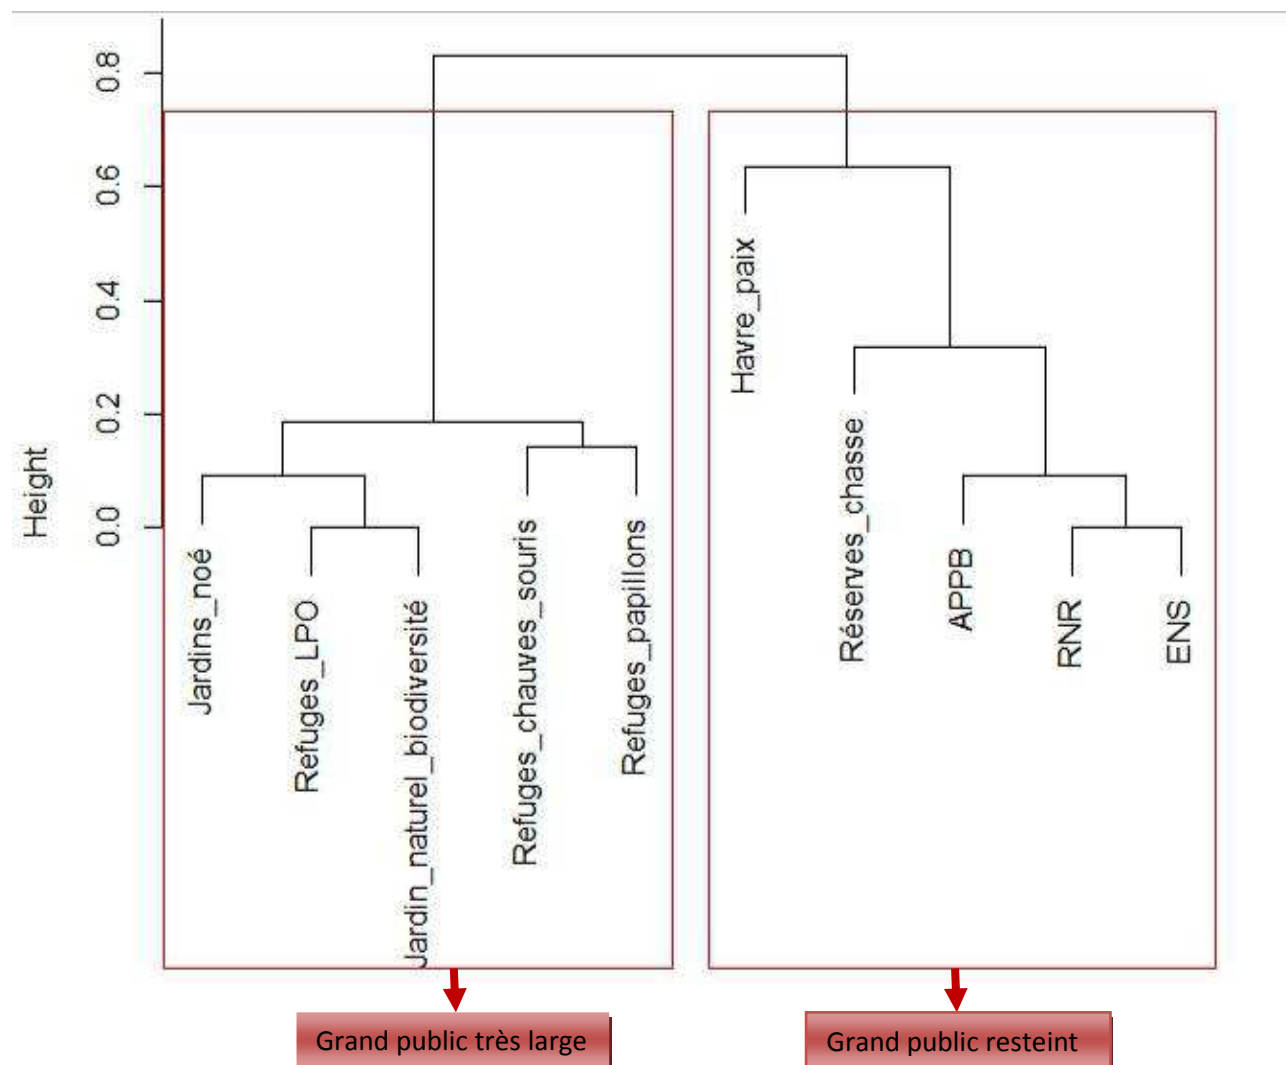 Height
0.8
0.6
0.4
0.2
0.0
Jardins_noé
Refuges_LPO
Jardin_naturel_biodiversité
Refuges_chauves_souris
Refuges_papillons
Havre_paix
Réserves_chasse
APPB
RNR
ENS
Grand public très large
Grand public resteint